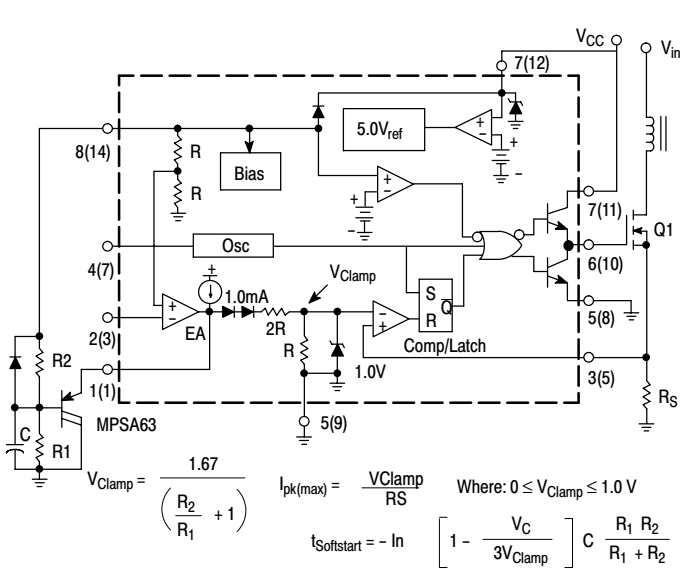 VCC
Vin
7(12)
5.0Vref
+
−
+
−
8(14)
R
Bias
R
+
−
+
−
7(11)
Q1
Osc
4(7)
6(10)
VClamp
+
1.0mA
S
Q
R
5(8)
+
−
2R
−
+
2(3)
EA
R
Comp/Latch
1.0V
3(5)
R2
1(1)
RS
MPSA63
5(9)
C
R1
VClamp = 1.67 / (R2/R1 + 1)
Ipk(max) = VClamp / RS
Where: 0 ≤ VClamp ≤ 1.0 V
tSoftstart = − In [1 - VC / 3VClamp] C R1 R2 / R1 + R2